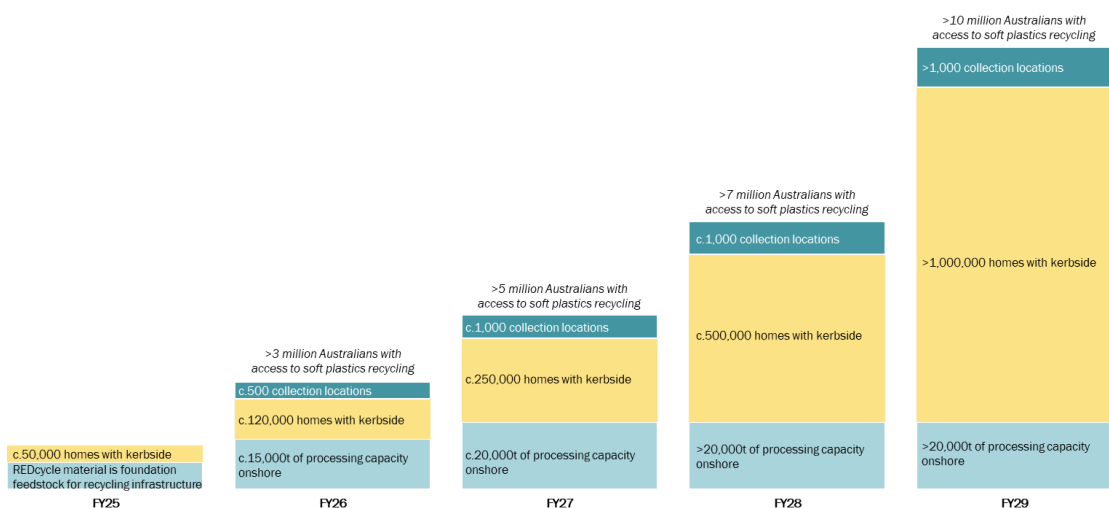 >10 million Australians with
access to soft plastics recycling
>1,000 collection locations
>1,000,000 homes with kerbside
>20,000t of processing capacity
onshore
FY29
>7 million Australians with
access to soft plastics recycling
c.1,000 collection locations
c.500,000 homes with kerbside
>20,000t of processing capacity
onshore
FY28
>5 million Australians with
access to soft plastics recycling
c.1,000 collection locations
c.250,000 homes with kerbside
c.20,000t of processing capacity
onshore
FY27
>3 million Australians with
access to soft plastics recycling
c.500 collection locations
c.120,000 homes with kerbside
c.15,000t of processing capacity
onshore
FY26
c.50,000 homes with kerbside
REDcycle material is foundation
feedstock for recycling infrastructure
FY25